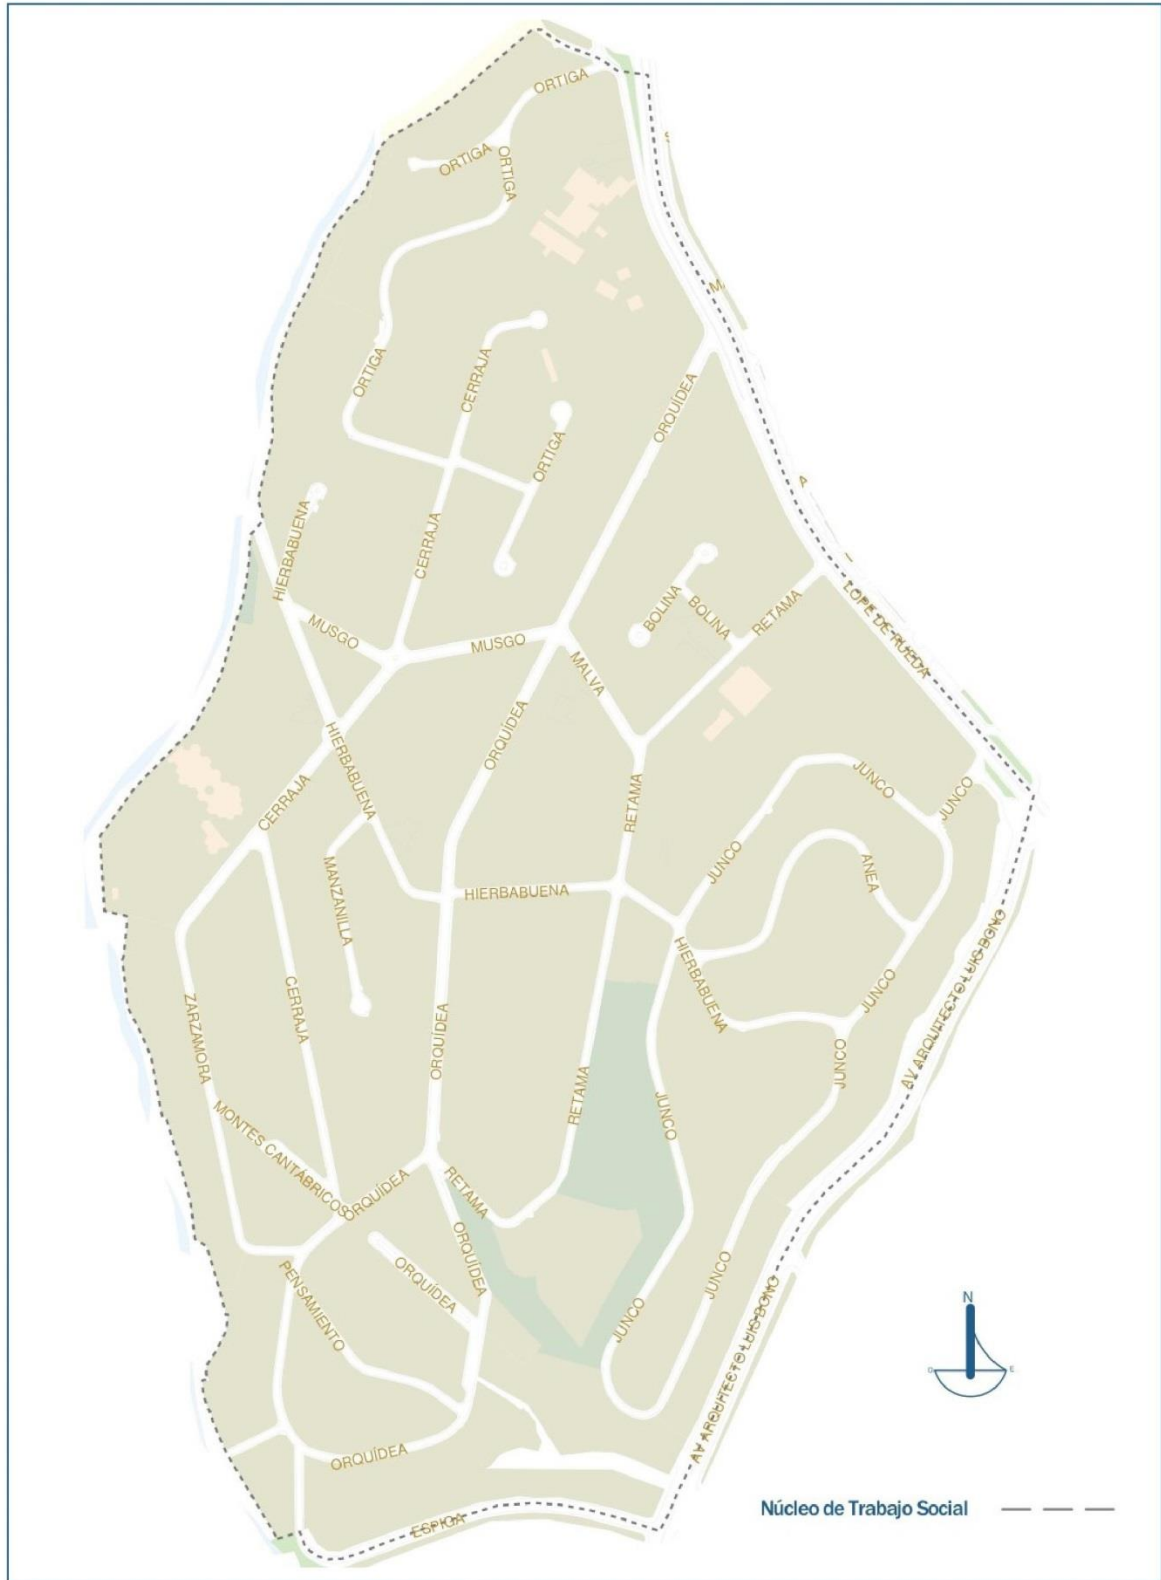 ORTIGA
ORTIGA
ORTIGA
ORTIGA
CERRAJA
ORQUÍDEA
ORTIGA
HIERBABUENA
CERRAJA
BOLINA
BOLINA
RETAMA
LOPE DE RUEDA
MUSGO
MUSGO
MALVA
ORQUÍDEA
HIERBABUENA
CERRAJA
RETAMA
JUNCO
JUNCO
JUNCO
ANEA
MANZANILLA
HIERBABUENA
HIERBABUENA
JUNCO
AV ARQUITECTO LUIS BONO
ZARZAMORA
CERRAJA
ORQUÍDEA
RETAMA
JUNCO
JUNCO
MONTES CANTÁBRICOS
ORQUÍDEA
RETAMA
ORQUÍDEA
ORQUÍDEA
PENSAMIENTO
JUNCO
JUNCO
AV ARQUITECTO LUIS BONO
ORQUÍDEA
ESPIGA
N
O
E
Núcleo de Trabajo Social